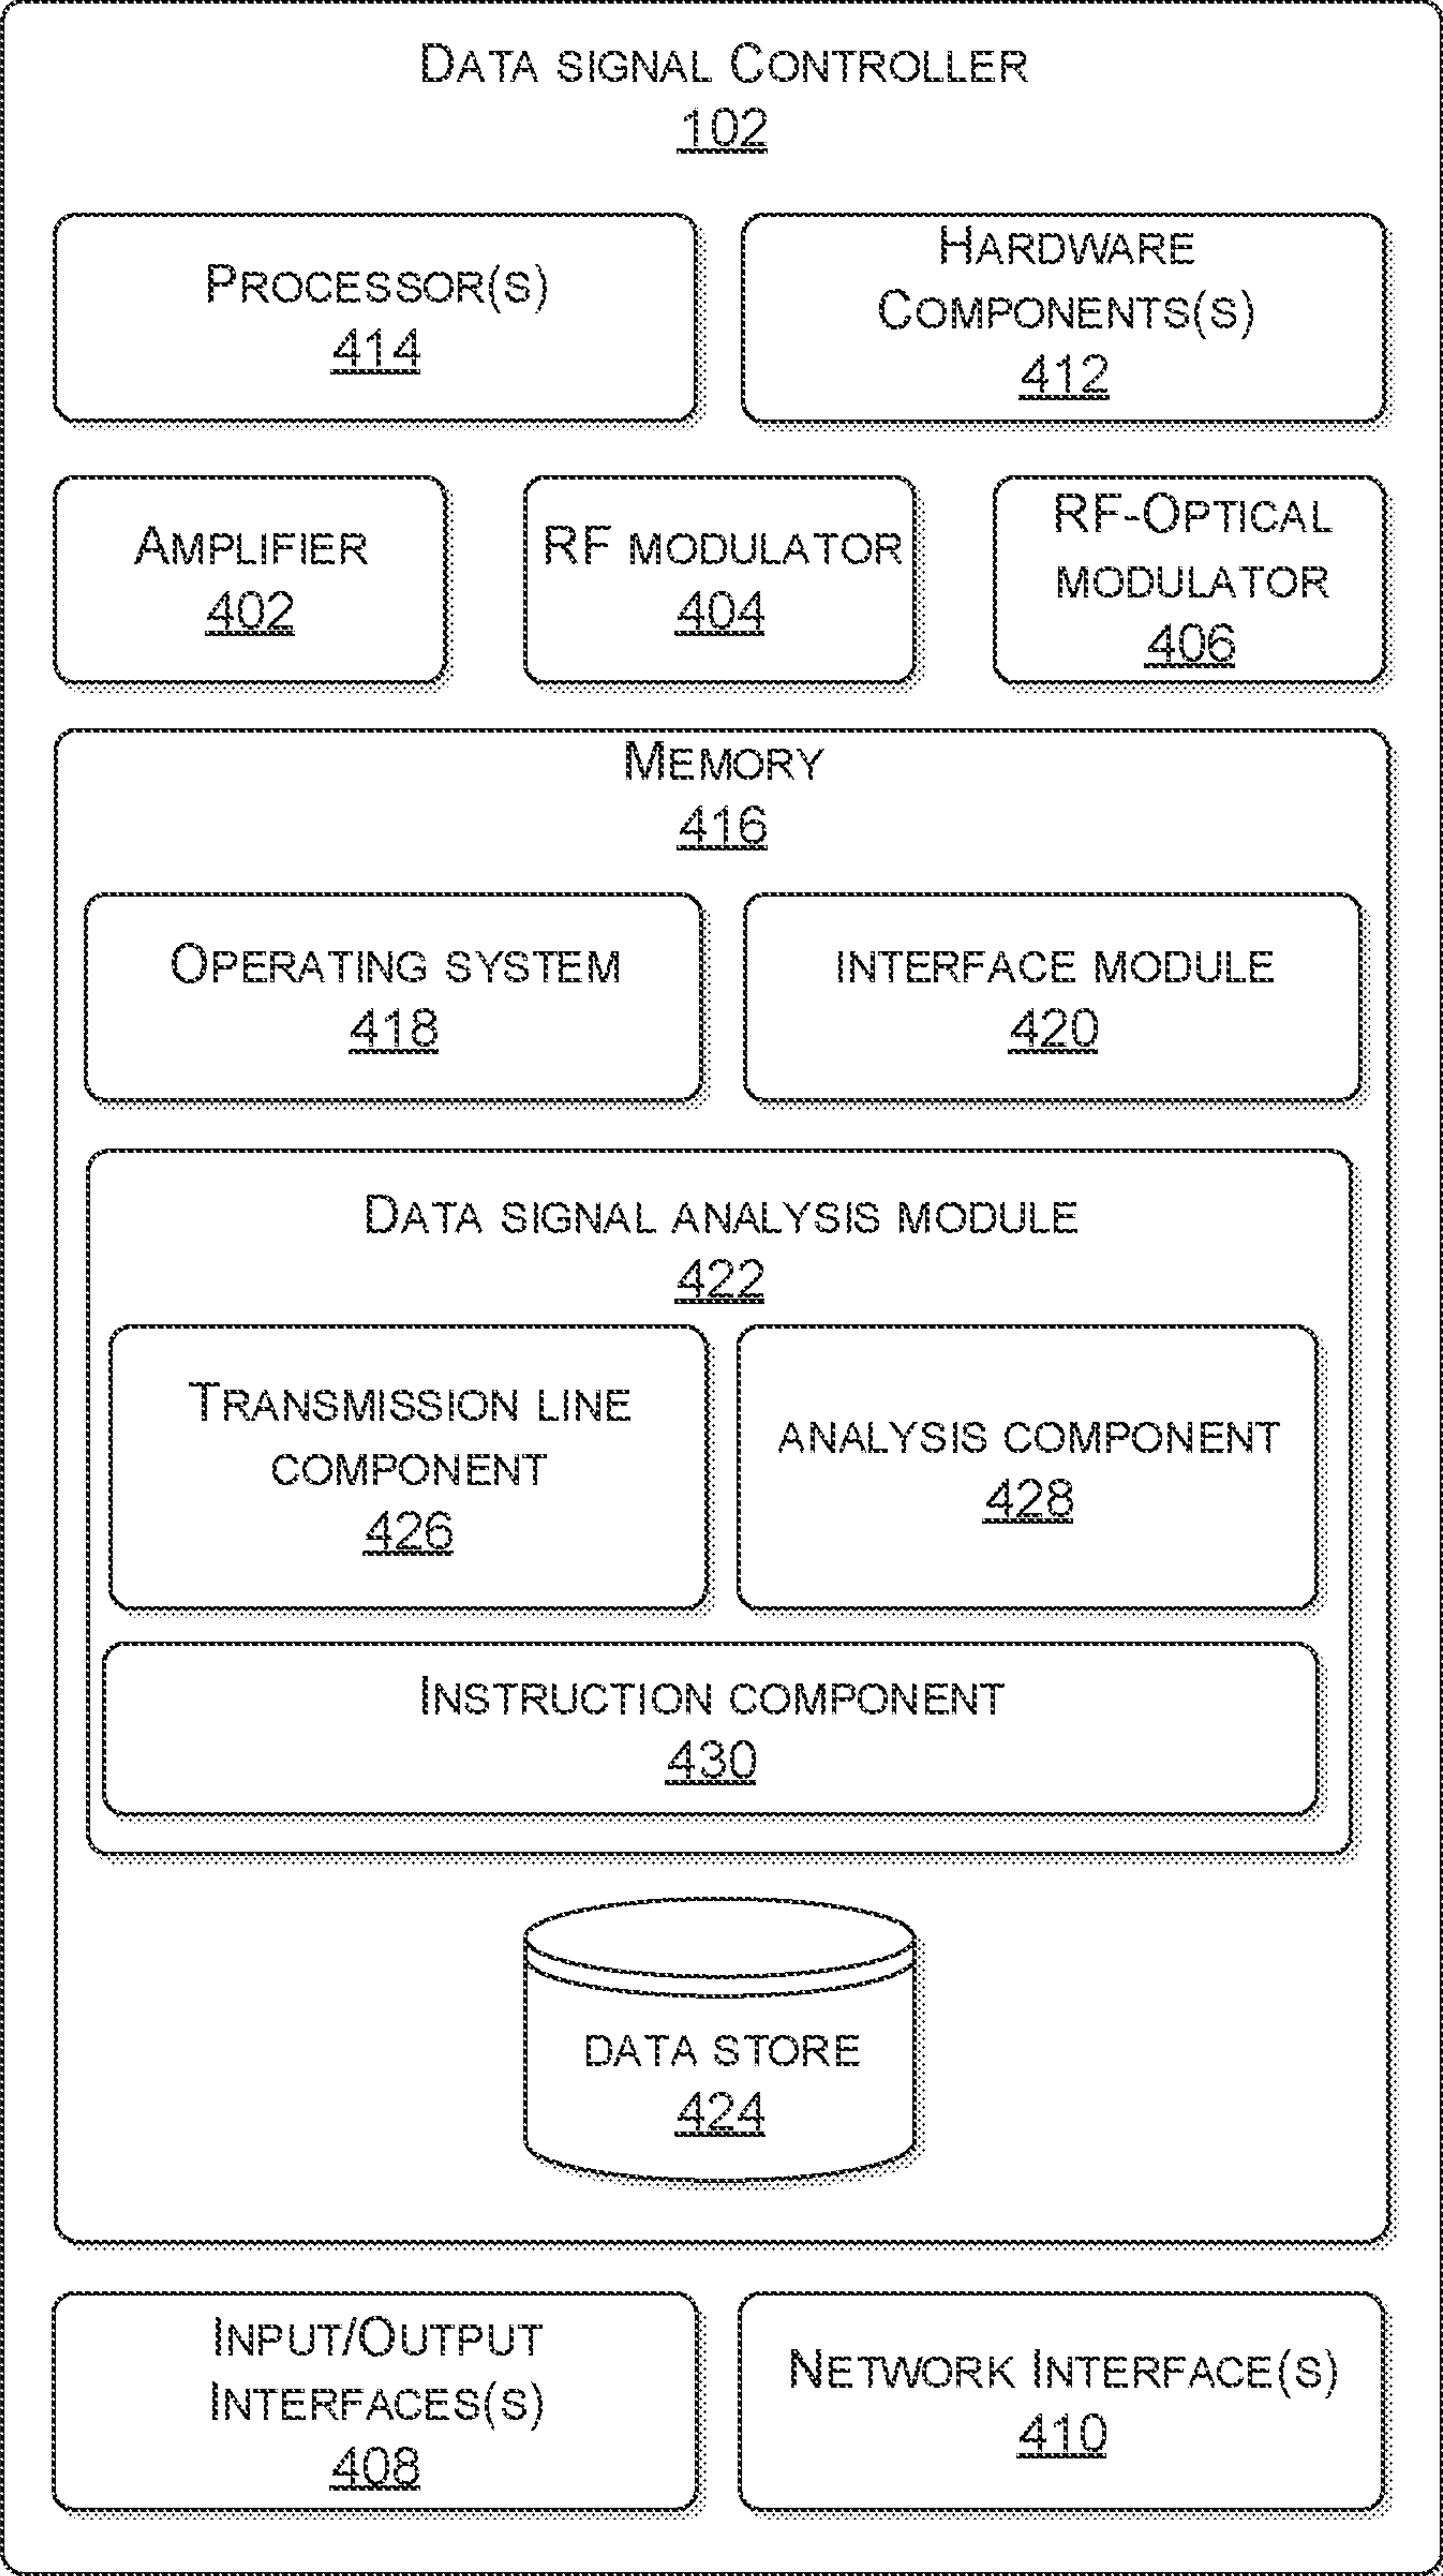 DATA SIGNAL CONTROLLER
102
PROCESSOR(S)
414
HARDWARE
COMPONENTS(S)
412
AMPLIFIER
402
RF MODULATOR
404
RF-OPTICAL
MODULATOR
406
MEMORY
416
OPERATING SYSTEM
418
INTERFACE MODULE
420
DATA SIGNAL ANALYSIS MODULE
422
TRANSMISSION LINE
COMPONENT
426
ANALYSIS COMPONENT
428
INSTRUCTION COMPONENT
430
DATA STORE
424
INPUT/OUTPUT
INTERFACES(S)
408
NETWORK INTERFACE(S)
410